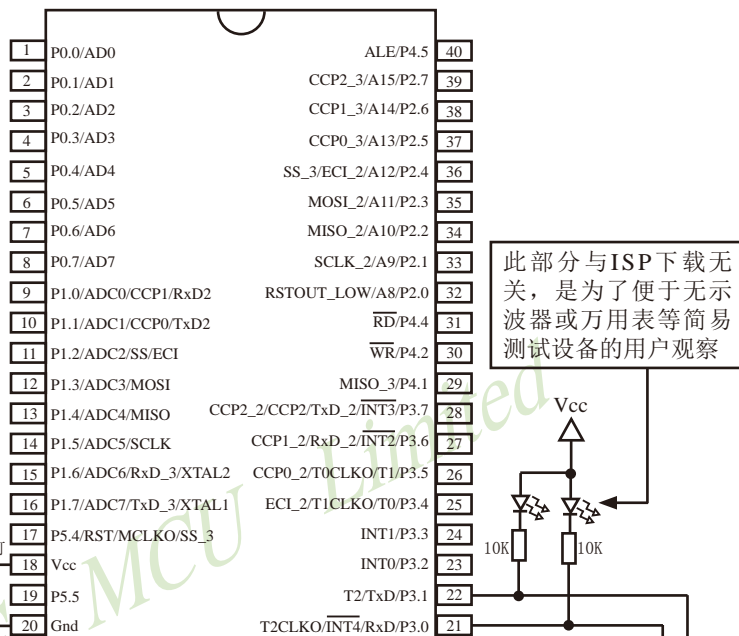 1 P0.0/AD0 ALE/P4.5 40
2 P0.1/AD1 CCP2_3/A15/P2.7 39
3 P0.2/AD2 CCP1_3/A14/P2.6 38
4 P0.3/AD3 CCP0_3/A13/P2.5 37
5 P0.4/AD4 SS_3/ECI_2/A12/P2.4 36
6 P0.5/AD5 MOSI_2/A11/P2.3 35
7 P0.6/AD6 MISO_2/A10/P2.2 34
8 P0.7/AD7 SCLK_2/A9/P2.1 33
9 P1.0/ADC0/CCP1/RxD2 RSTOUT_LOW/A8/P2.0 32
10 P1.1/ADC1/CCP0/TxD2 RD/P4.4 31
11 P1.2/ADC2/SS/ECI WR/P4.2 30
12 P1.3/ADC3/MOSI MISO_3/P4.1 29
13 P1.4/ADC4/MISO CCP2_2/CCP2/TxD_2/INT3/P3.7 28
14 P1.5/ADC5/SCLK CCP1_2/RxD_2/INT2/P3.6 27
15 P1.6/ADC6/RxD_3/XTAL2 CCP0_2/T0CLKO/T1/P3.5 26
16 P1.7/ADC7/TxD_3/XTAL1 ECI_2/T1CLKO/T0/P3.4 25
17 P5.4/RST/MCLKO/SS_3 INT1/P3.3 24
18 Vcc INT0/P3.2 23
19 P5.5 T2/TxD/P3.1 22
20 Gnd T2CLKO/INT4/RxD/P3.0 21
此部分与ISP下载无
关，是为了便于无示
波器或万用表等简易
测试设备的用户观察
Vcc
10K 10K
MCU Limited